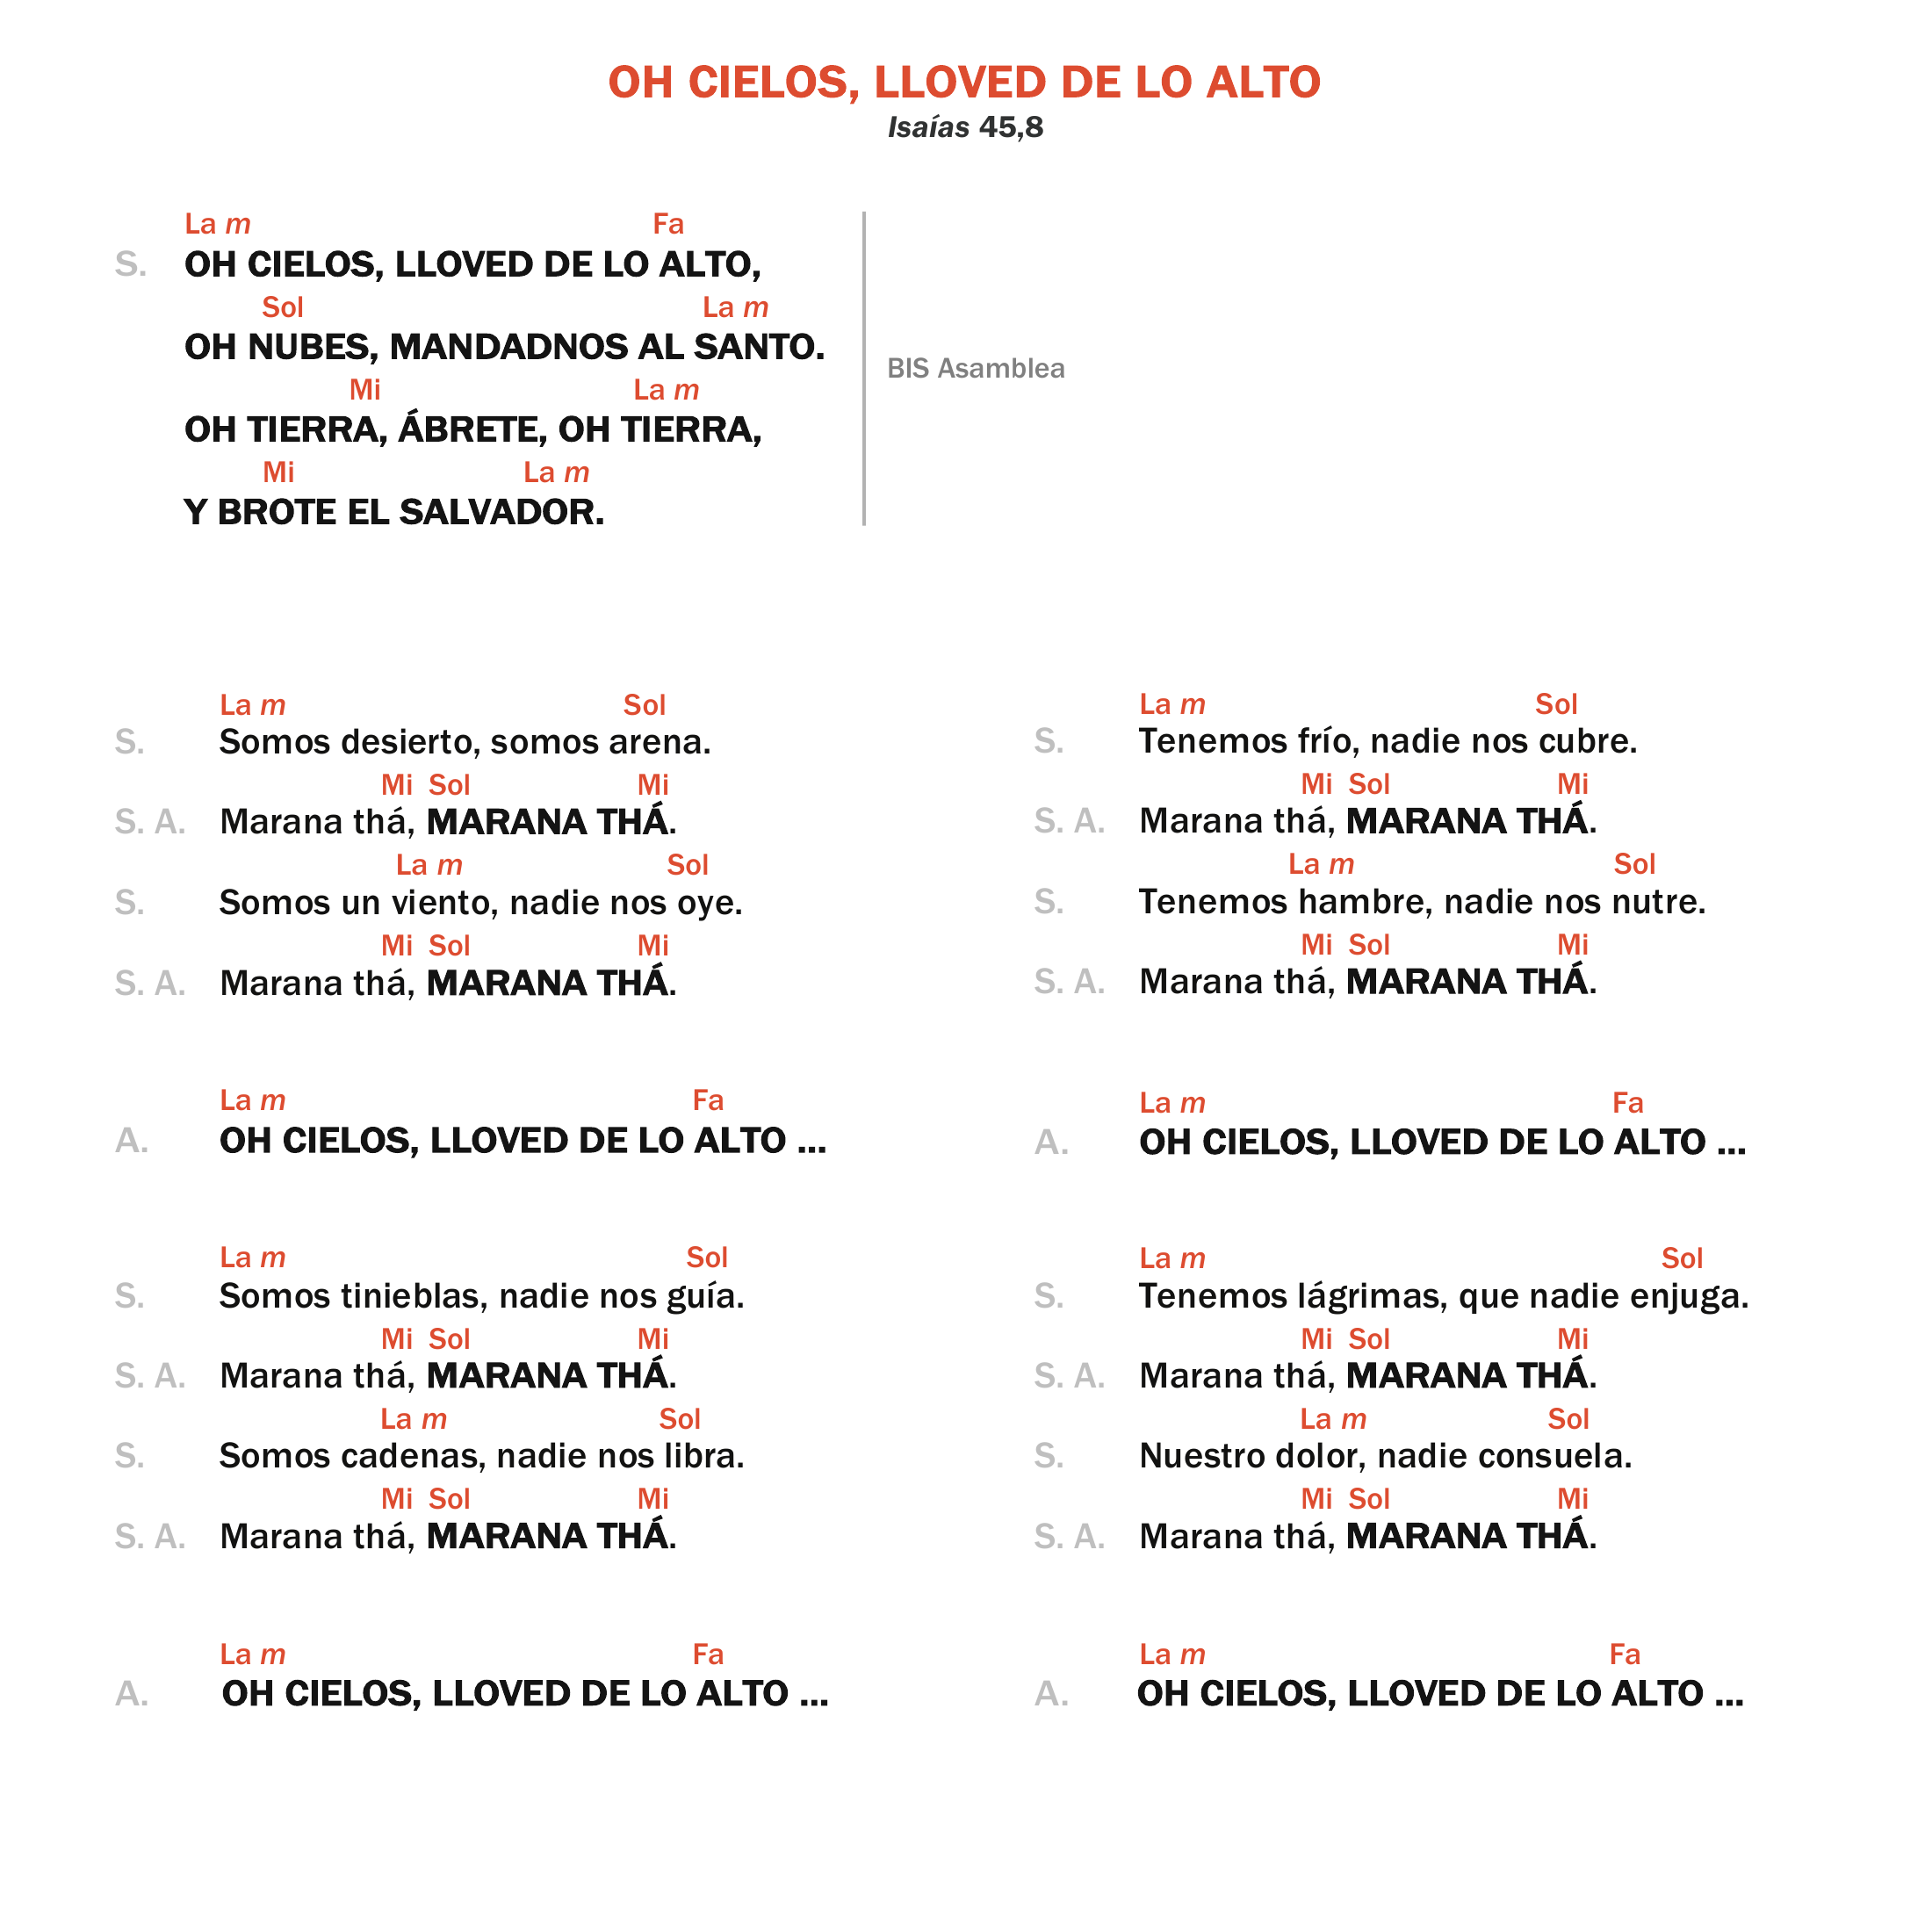 OH CIELOS, LLOVED DE LO ALTO
Isaías 45,8
La m Fa
S. OH CIELOS, LLOVED DE LO ALTO,
Sol La m
OH NUBES, MANDADNOS AL SANTO.
BIS Asamblea
Mi La m
OH TIERRA, ÁBRETE, OH TIERRA,
Mi La m
Y BROTE EL SALVADOR.
La m Sol
S. Somos desierto, somos arena.
Mi Sol Mi
S. A. Marana thá, MARANA THÁ.
La m Sol
S. Somos un viento, nadie nos oye.
Mi Sol Mi
S. A. Marana thá, MARANA THÁ.
La m Fa
A. OH CIELOS, LLOVED DE LO ALTO ...
La m Sol
S. Somos tinieblas, nadie nos guía.
Mi Sol Mi
S. A. Marana thá, MARANA THÁ.
La m Sol
S. Somos cadenas, nadie nos libra.
Mi Sol Mi
S. A. Marana thá, MARANA THÁ.
La m Fa
A. OH CIELOS, LLOVED DE LO ALTO ...
La m Sol
S. Tenemos frío, nadie nos cubre.
Mi Sol Mi
S. A. Marana thá, MARANA THÁ.
La m Sol
S. Tenemos hambre, nadie nos nutre.
Mi Sol Mi
S. A. Marana thá, MARANA THÁ.
La m Fa
A. OH CIELOS, LLOVED DE LO ALTO ...
La m Sol
S. Tenemos lágrimas, que nadie enjuga.
Mi Sol Mi
S. A. Marana thá, MARANA THÁ.
La m Sol
S. Nuestro dolor, nadie consuela.
Mi Sol Mi
S. A. Marana thá, MARANA THÁ.
La m Fa
A. OH CIELOS, LLOVED DE LO ALTO ...